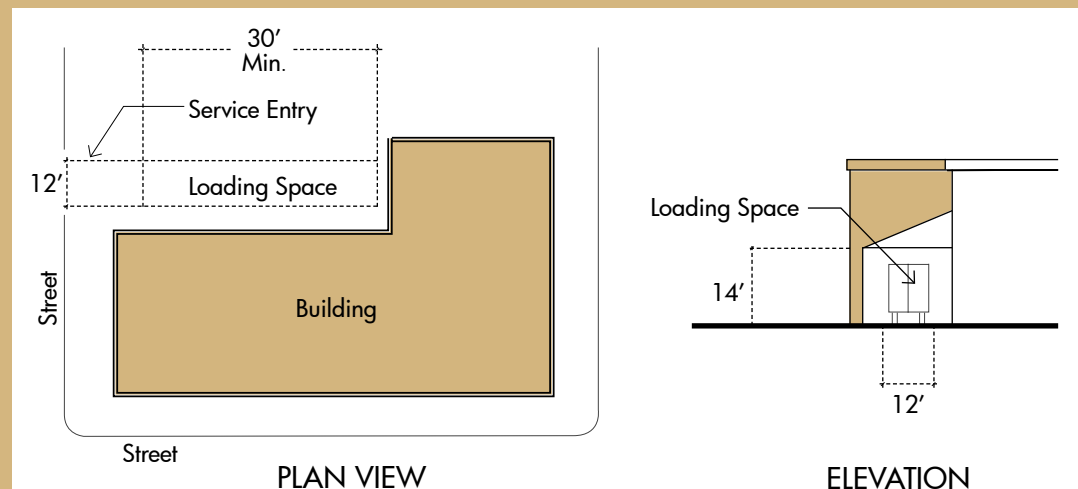 30′
Min.
Service Entry
12′
Loading Space
Building
Street
Street
PLAN VIEW
Loading Space
14′
12′
ELEVATION